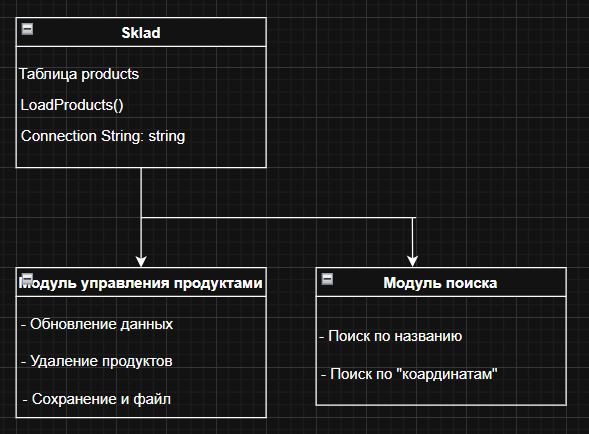 Sklad
Таблица products
LoadProducts()
Connection String: string
Модуль управления продуктами
- Обновление данных
- Удаление продуктов
- Сохранение и файл
Модуль поиска
- Поиск по названию
- Поиск по "коардинатам"